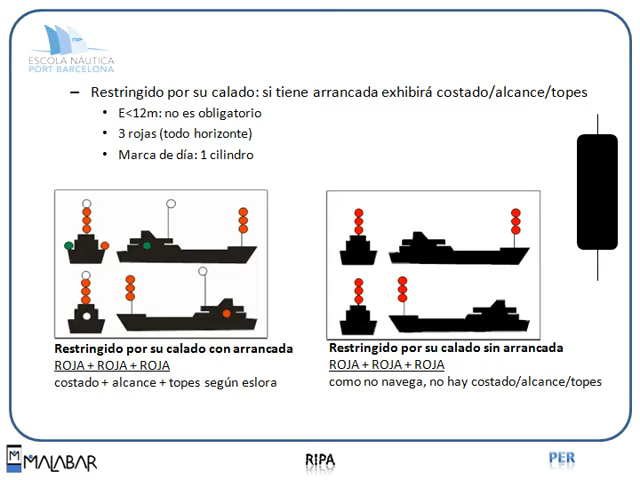 ESCOLA NÀUTICA
PORT BARCELONA
– Restringido por su calado: si tiene arrancada exhibirá costado/alcance/topes
• E<12m: no es obligatorio
• 3 rojas (todo horizonte)
• Marca de día: 1 cilindro
Restringido por su calado con arrancada
ROJA + ROJA + ROJA
costado + alcance + topes según eslora
Restringido por su calado sin arrancada
ROJA + ROJA + ROJA
como no navega, no hay costado/alcance/topes
MALABAR
RIPA
PER